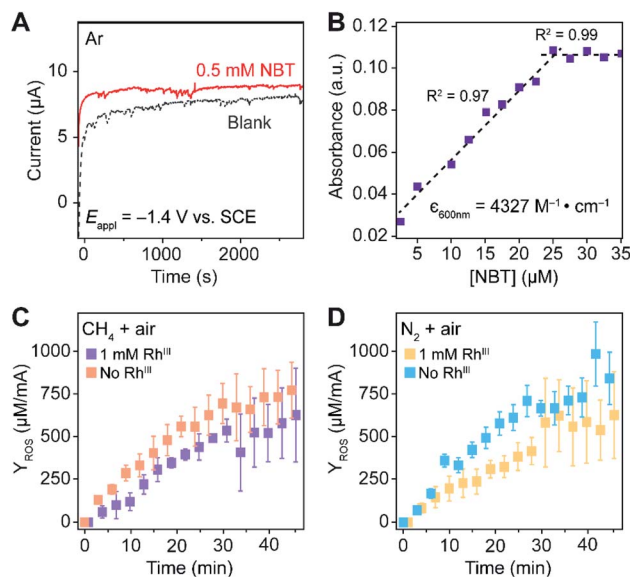 A
Ar
10
5
0
Current (µA)
0.5 mM NBT
Blank
E appl = −1.4 V vs. SCE
0
1000
2000
Time (s)
B
0.12
0.10
0.08
0.06
0.04
0.02
Absorbance (a.u.)
R² = 0.99
R² = 0.97
ϵ600nm = 4327 M⁻¹ • cm⁻¹
5 10 15 20 25 30 35
[NBT] (µM)
C
CH₄ + air
1 mM Rhᴵᴵᴵ
No Rhᴵᴵᴵ
1000
750
500
250
0
Y ROS (µM/mA)
0 10 20 30 40
Time (min)
D
N₂ + air
1 mM Rhᴵᴵᴵ
No Rhᴵᴵᴵ
1000
750
500
250
0
Y ROS (µM/mA)
0 10 20 30 40
Time (min)